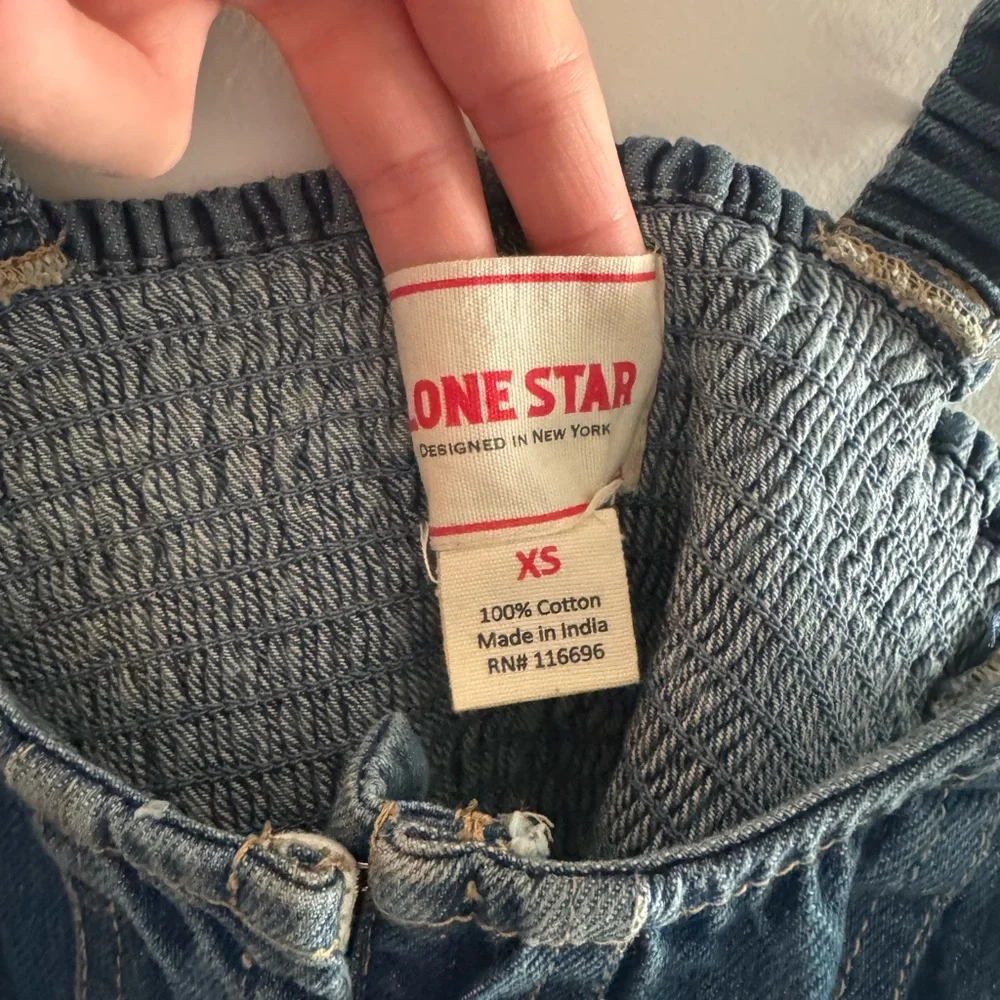 LONE STAR
DESIGNED IN NEW YORK
XS
100% Cotton
Made in India
RN# 116696